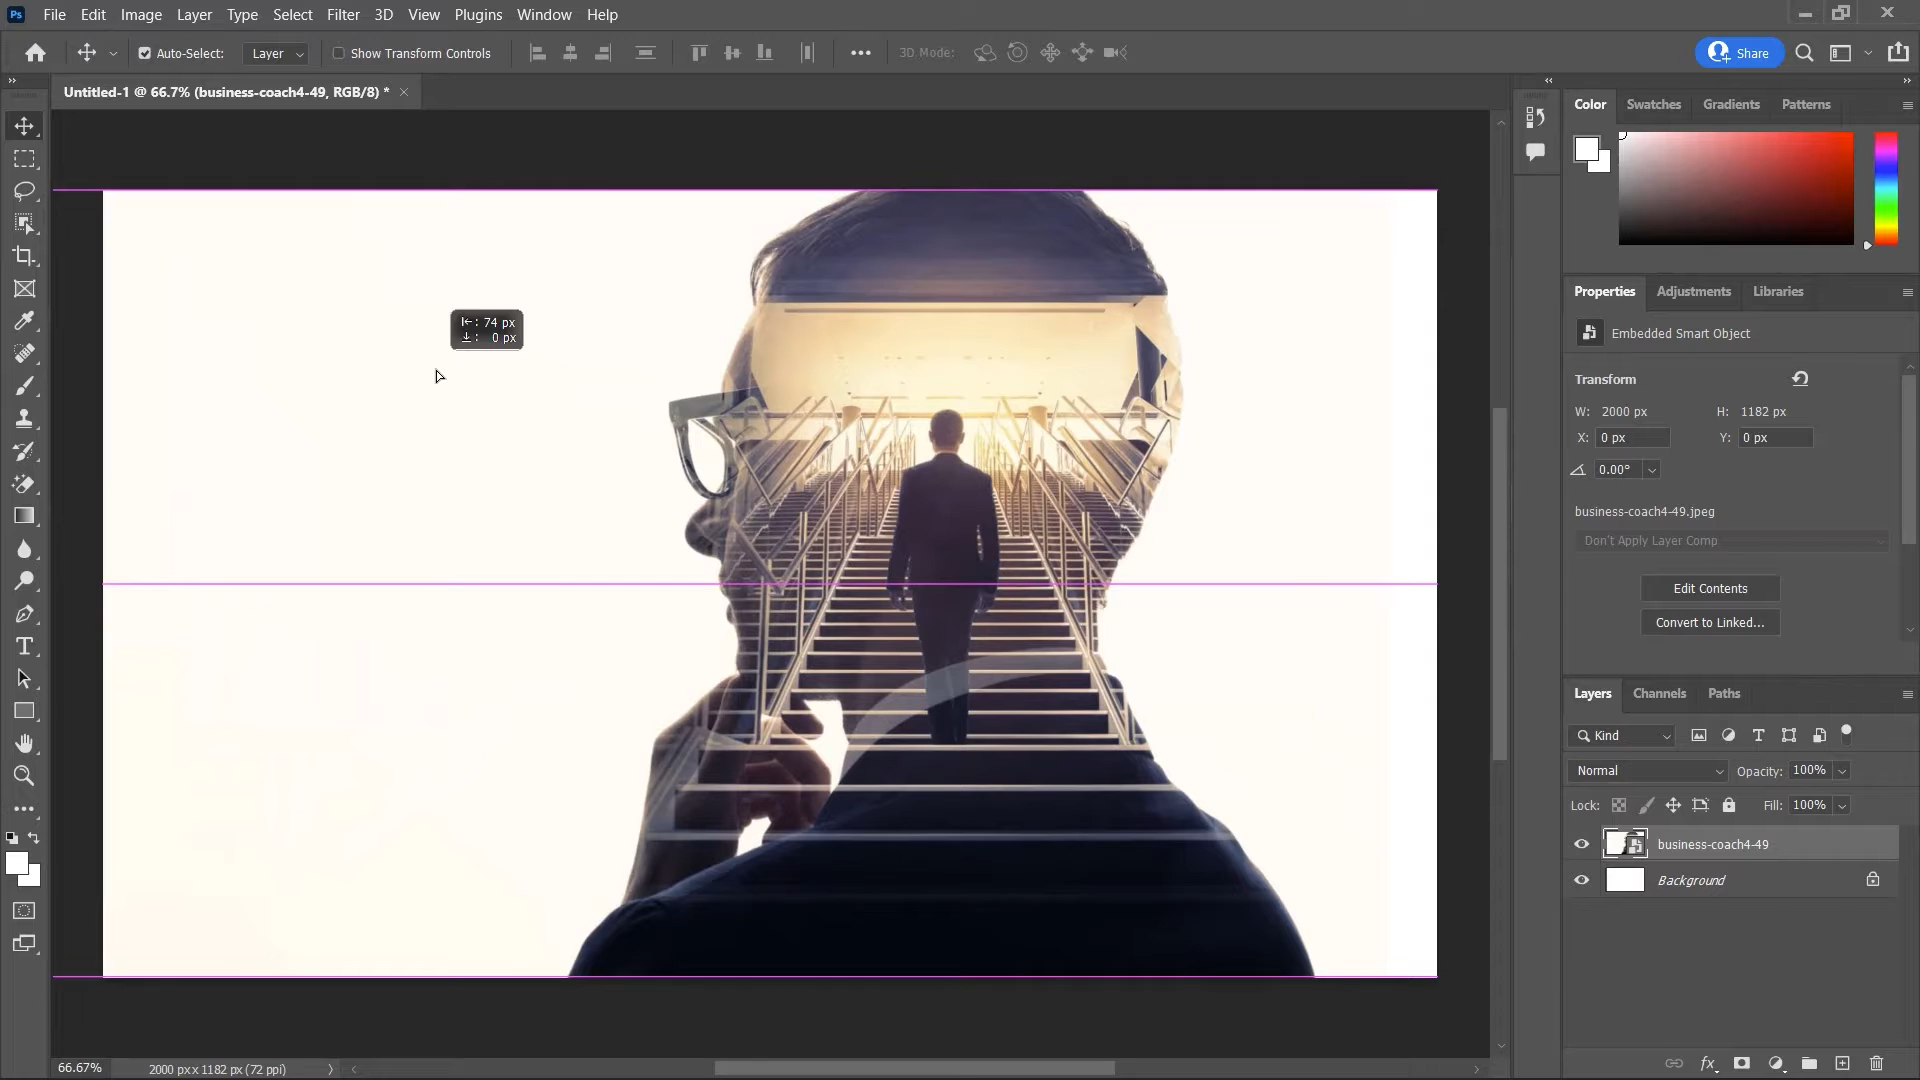 Ps File Edit Image Layer Type Select Filter 3D View Plugins Window Help
Auto-Select: Layer Show Transform Controls 3D Mode: Share
Untitled-1 @ 66.7% (business-coach4-49, RGB/8) *
Color Swatches Gradients Patterns
Properties Adjustments Libraries
: 74 px
: 0 px
Embedded Smart Object
Transform
W: 2000 px H: 1182 px
X: 0 px Y: 0 px
0.00°
business-coach4-49.jpeg
Don't Apply Layer Comp
Edit Contents
Convert to Linked...
Layers Channels Paths
Kind
Normal Opacity: 100%
Lock: Fill: 100%
business-coach4-49
Background
66.67% 2000 px x 1182 px (72 ppi)
fx